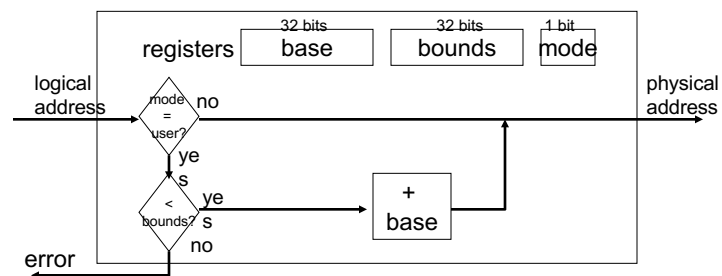 32 bits 32 bits 1 bit
registers base bounds mode
logical address
physical address
mode = user?
no
ye
s
< bounds?
ye
s
no
+ base
error